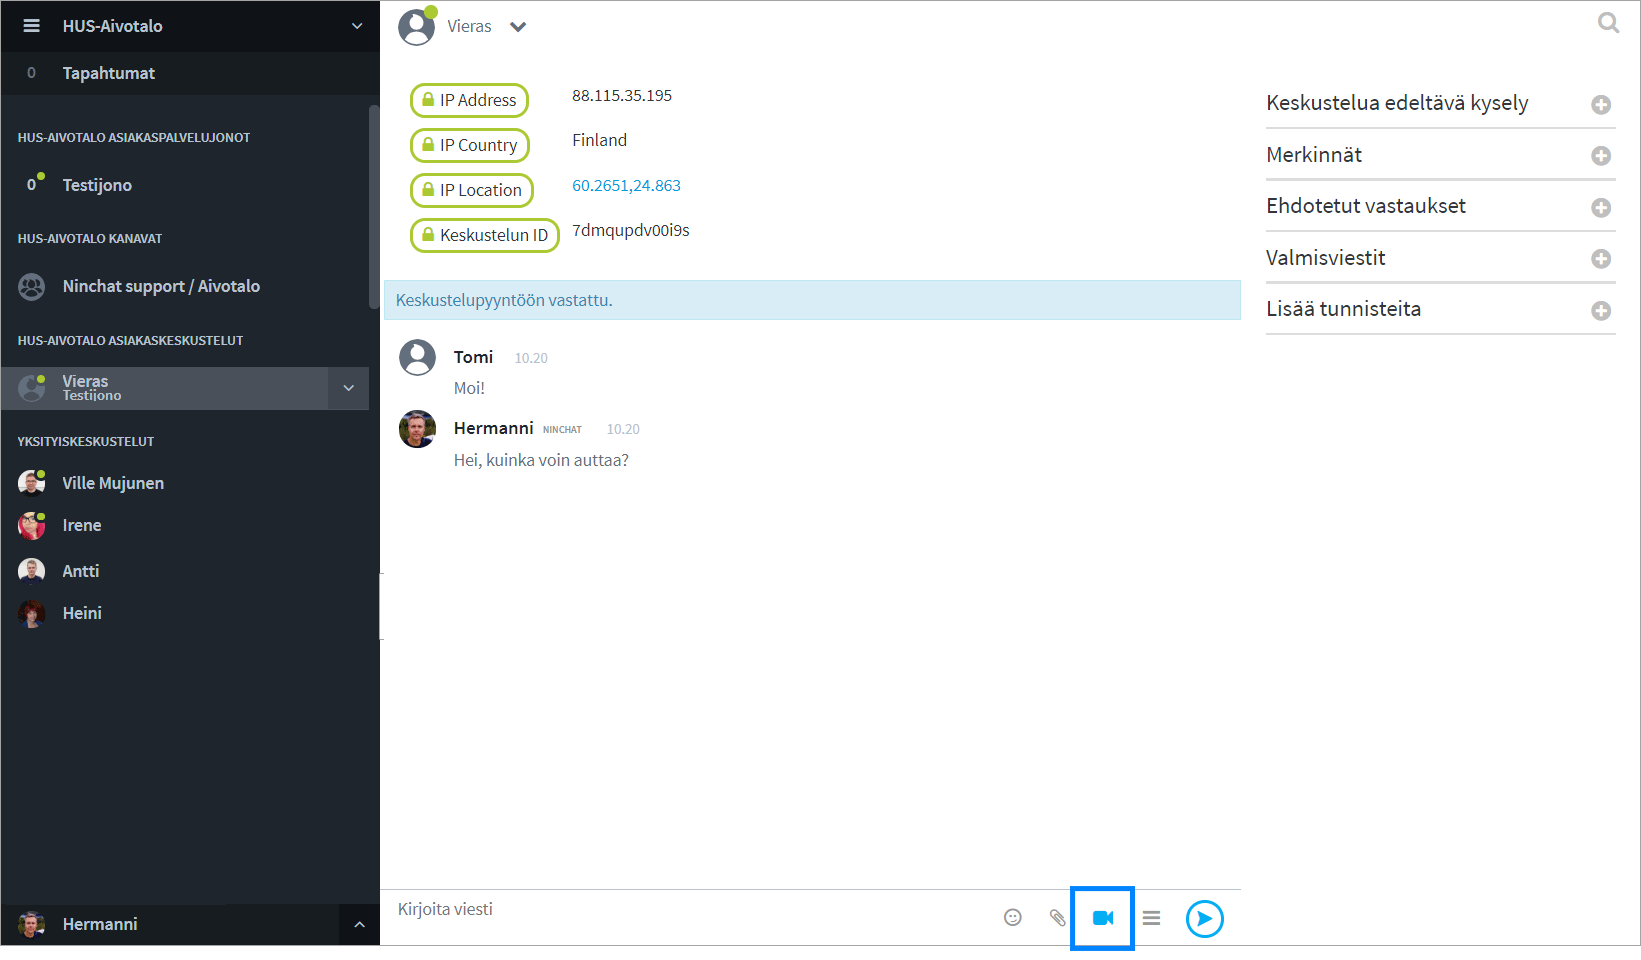 HUS-Aivotalo
0 Tapahtumat
HUS-AIVOTALO ASIAKASPALVELUJONOT
0 Testijono
HUS-AIVOTALO KANAVAT
Ninchat support / Aivotalo
HUS-AIVOTALO ASIAKASKESKUSTELUT
Vieras
Testijono
YKSITYISKESKUSTELUT
Ville Mujunen
Irene
Antti
Heini
Hermanni
Vieras
IP Address 88.115.35.195
IP Country Finland
IP Location 60.2651,24.863
Keskustelun ID 7dmqupdv00i9s
Keskustelupyyntöön vastattu.
Tomi 10.20
Moi!
Hermanni NINCHAT 10.20
Hei, kuinka voin auttaa?
Kirjoita viesti
Keskustelua edeltävä kysely
Merkinnät
Ehdotetut vastaukset
Valmisviestit
Lisää tunnisteita